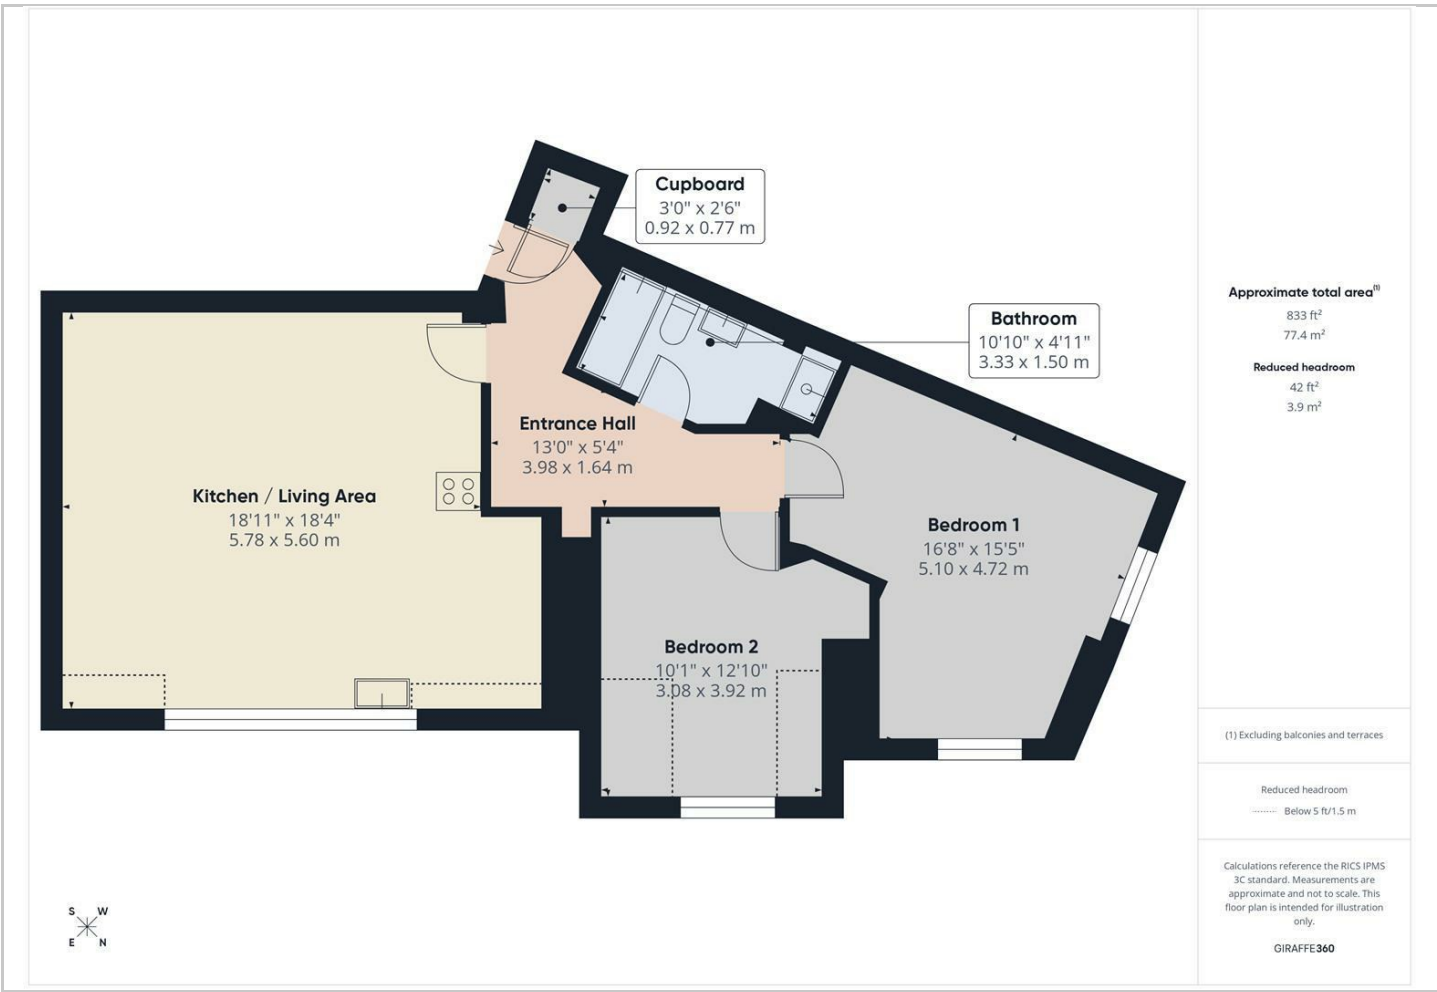 Cupboard
3'0" x 2'6"
0.92 x 0.77 m
Bathroom
10'10" x 4'11"
3.33 x 1.50 m
Entrance Hall
13'0" x 5'4"
3.98 x 1.64 m
Kitchen / Living Area
18'11" x 18'4"
5.78 x 5.60 m
Bedroom 1
16'8" x 15'5"
5.10 x 4.72 m
Bedroom 2
10'1" x 12'10"
3.08 x 3.92 m
S W
E N
Approximate total area(1)
833 ft²
77.4 m²
Reduced headroom
42 ft²
3.9 m²
(1) Excluding balconies and terraces
Reduced headroom
Below 5 ft/1.5 m
Calculations reference the RICS IPMS
3C standard. Measurements are
approximate and not to scale. This
floor plan is intended for illustration
only.
GIRAFFE360